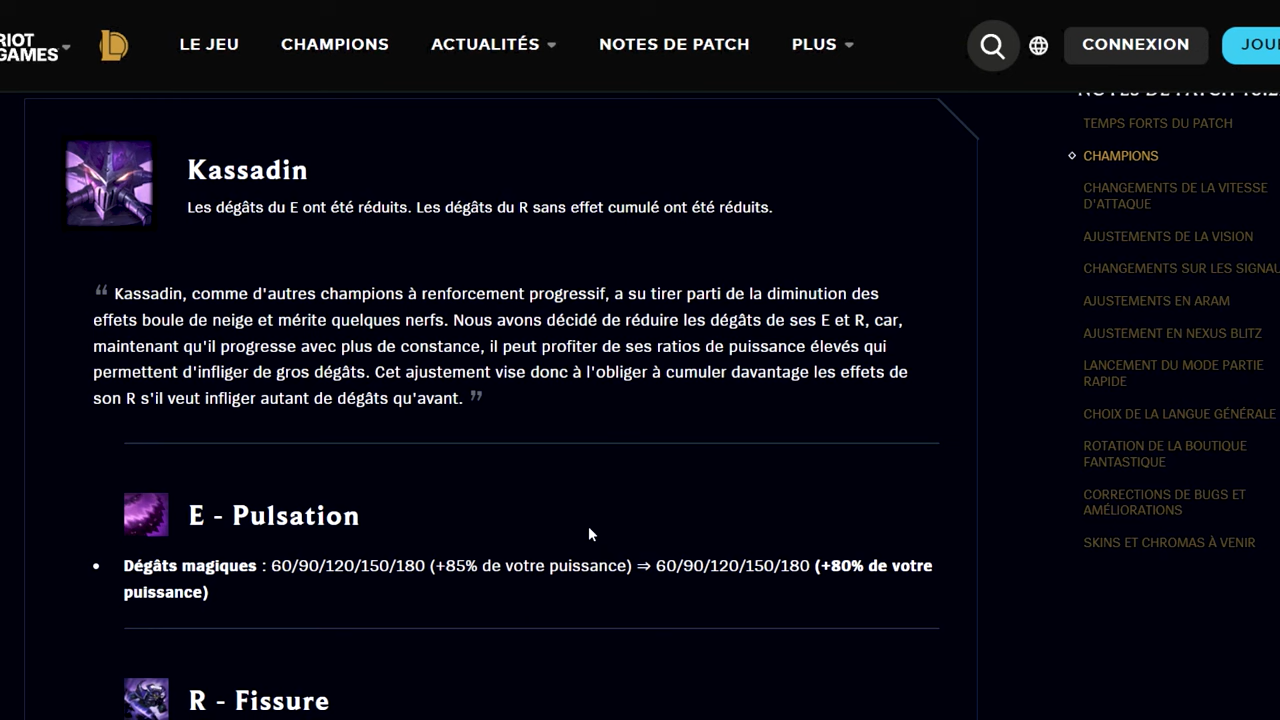 RIOT
GAMES
LE JEU
CHAMPIONS
ACTUALITÉS
NOTES DE PATCH
PLUS
CONNEXION
Kassadin
Les dégâts du E ont été réduits. Les dégâts du R sans effet cumulé ont été réduits.
“ Kassadin, comme d'autres champions à renforcement progressif, a su tirer parti de la diminution des
effets boule de neige et mérite quelques nerfs. Nous avons décidé de réduire les dégâts de ses E et R, car,
maintenant qu'il progresse avec plus de constance, il peut profiter de ses ratios de puissance élevés qui
permettent d'infliger de gros dégâts. Cet ajustement vise donc à l'obliger à cumuler davantage les effets de
son R s'il veut infliger autant de dégâts qu'avant. ”
E - Pulsation
• Dégâts magiques : 60/90/120/150/180 (+85% de votre puissance) ⇒ 60/90/120/150/180 (+80% de votre
puissance)
R - Fissure
NOTES DE PATCH
TEMPS FORTS DU PATCH
CHAMPIONS
CHANGEMENTS DE LA VITESSE
D'ATTAQUE
AJUSTEMENTS DE LA VISION
CHANGEMENTS SUR LES SIGNAU
AJUSTEMENTS EN ARAM
AJUSTEMENT EN NEXUS BLITZ
LANCEMENT DU MODE PARTIE
RAPIDE
CHOIX DE LA LANGUE GÉNÉRALE
ROTATION DE LA BOUTIQUE
FANTASTIQUE
CORRECTIONS DE BUGS ET
AMÉLIORATIONS
SKINS ET CHROMAS À VENIR